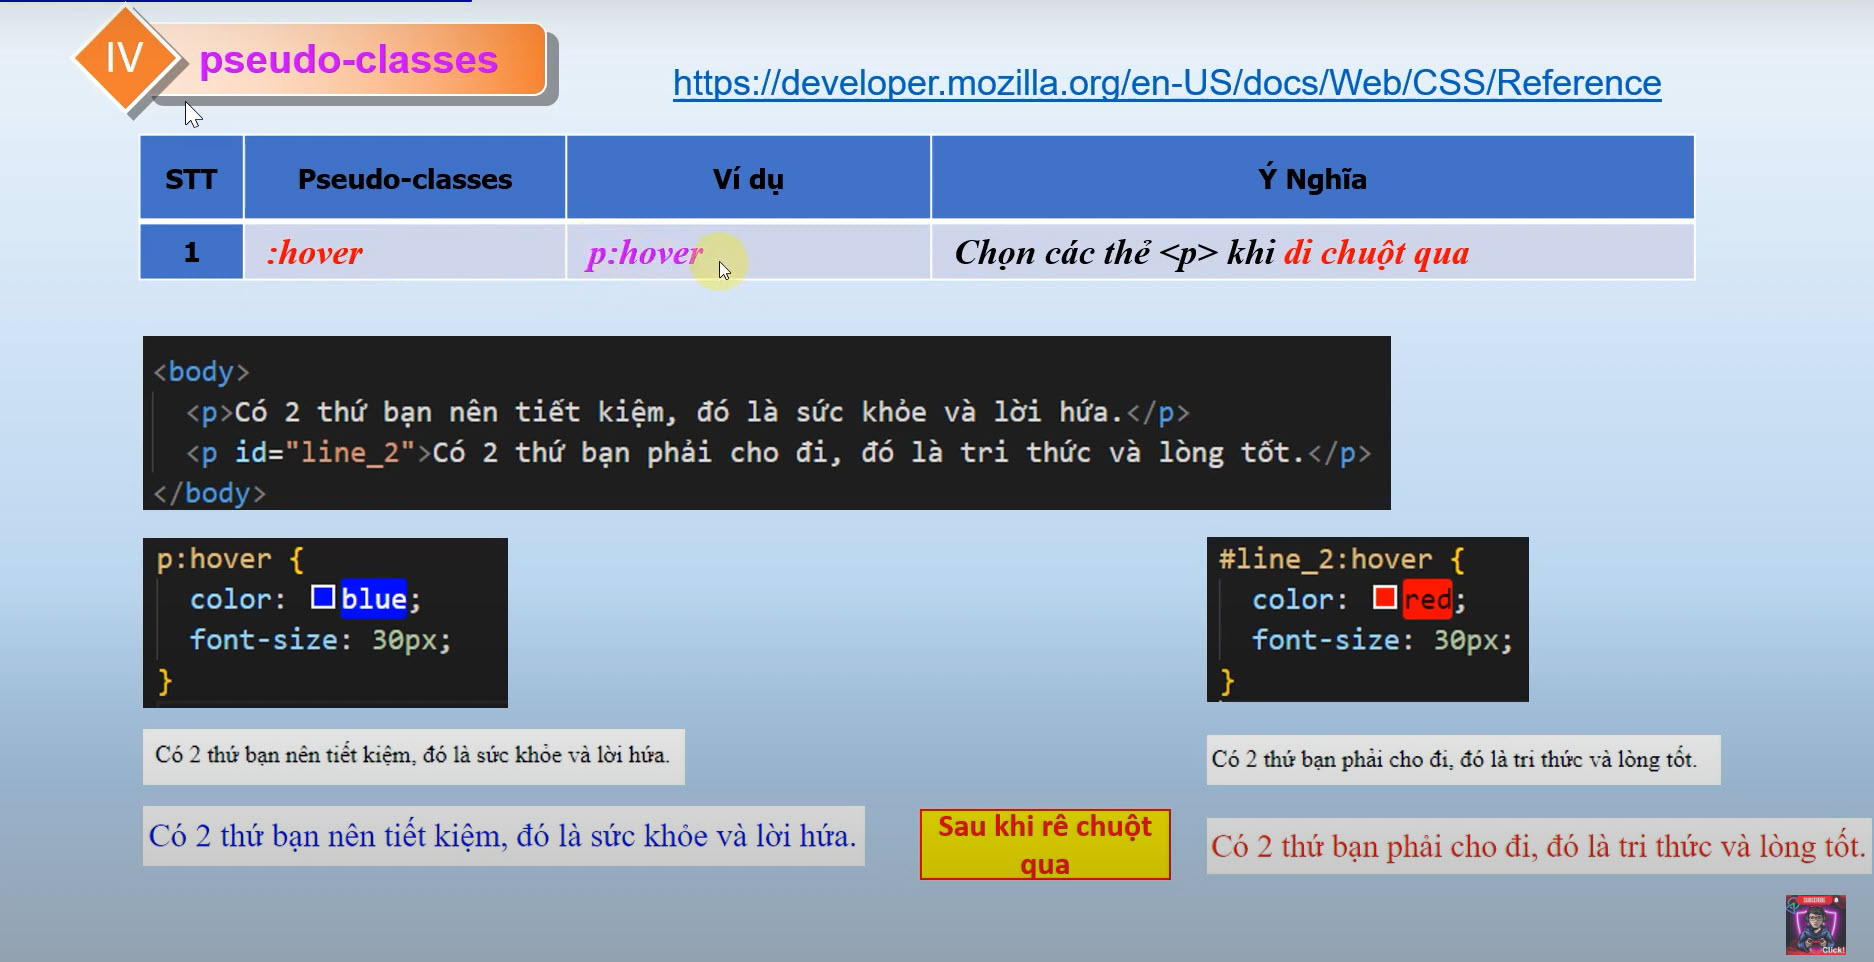 IV
pseudo-classes
https://developer.mozilla.org/en-US/docs/Web/CSS/Reference
STT Pseudo-classes Ví dụ Ý Nghĩa
1 :hover p:hover Chọn các thẻ <p> khi di chuột qua
<body>
<p>Có 2 thứ bạn nên tiết kiệm, đó là sức khỏe và lời hứa.</p>
<p id="line_2">Có 2 thứ bạn phải cho đi, đó là tri thức và lòng tốt.</p>
</body>
p:hover {
color: blue;
font-size: 30px;
}
#line_2:hover {
color: red;
font-size: 30px;
}
Có 2 thứ bạn nên tiết kiệm, đó là sức khỏe và lời hứa.
Có 2 thứ bạn phải cho đi, đó là tri thức và lòng tốt.
Có 2 thứ bạn nên tiết kiệm, đó là sức khỏe và lời hứa.
Sau khi rê chuột
qua
Có 2 thứ bạn phải cho đi, đó là tri thức và lòng tốt.
SUBSCRIBE
Click!